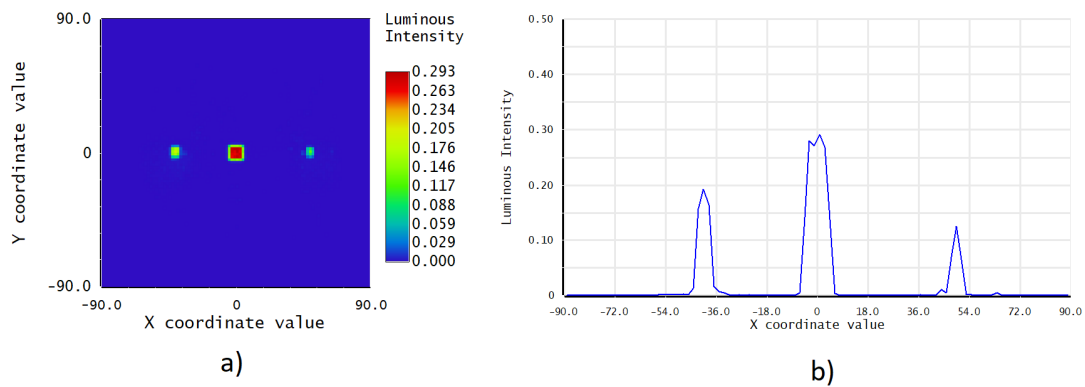 90.0
0
-90.0
Y coordinate value
-90.0 0 90.0
X coordinate value
Luminous
Intensity
0.293
0.263
0.234
0.205
0.176
0.146
0.117
0.088
0.059
0.029
0.000
a)
0.50
0.40
0.30
0.20
0.10
0
Luminous Intensity
-90.0 -72.0 -54.0 -36.0 -18.0 0 18.0 36.0 54.0 72.0 90.0
X coordinate value
b)